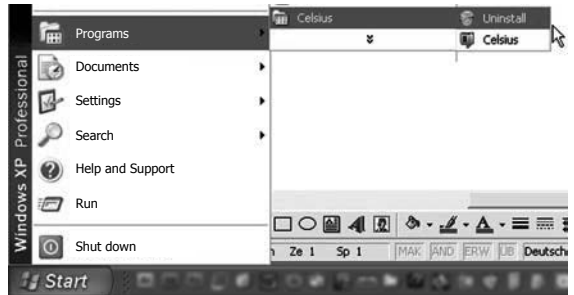 Celsius
Uninstall
Celsius
Programs
Documents
Settings
Search
Help and Support
Run
Shut down
Windows XP Professional
Ze 1 Sp 1 MAK ÄND ERW ÜB Deutsch
Start